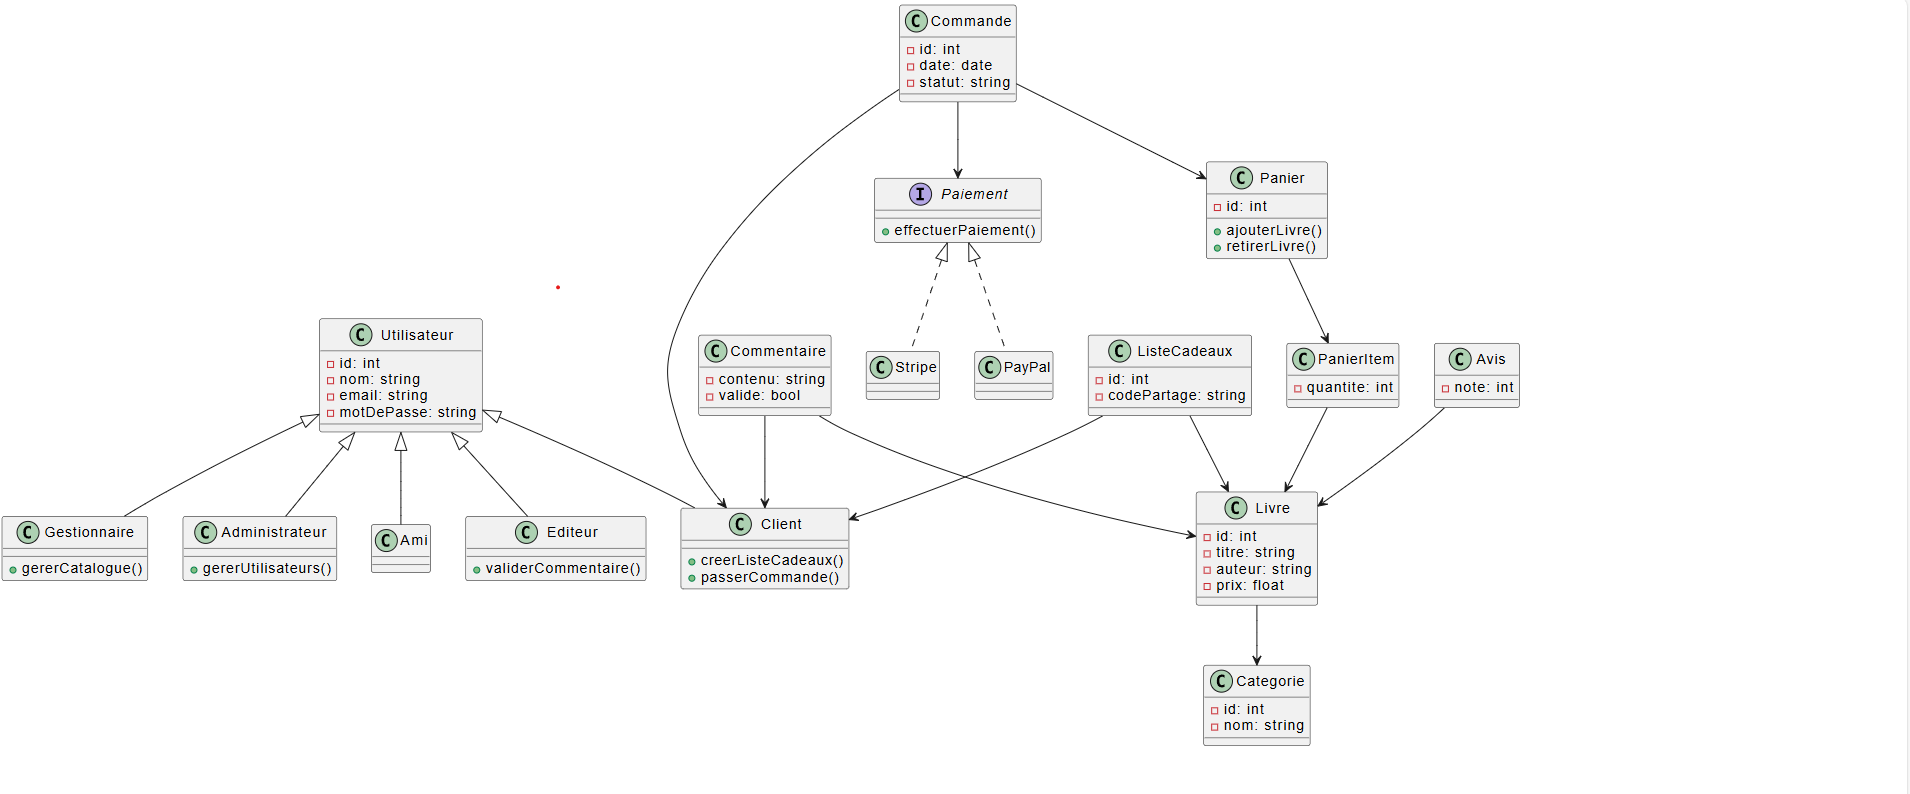 C Commande
id: int
date: date
statut: string
I Paiement
effectuerPaiement()
C Panier
id: int
ajouterLivre()
retirerLivre()
C Utilisateur
id: int
nom: string
email: string
motDePasse: string
C Commentaire
contenu: string
valide: bool
C Stripe
C PayPal
C ListeCadeaux
id: int
codePartage: string
C PanierItem
quantite: int
C Avis
note: int
C Gestionnaire
gererCatalogue()
C Administrateur
gererUtilisateurs()
C Ami
C Editeur
validerCommentaire()
C Client
creerListeCadeaux()
passerCommande()
C Livre
id: int
titre: string
auteur: string
prix: float
C Categorie
id: int
nom: string